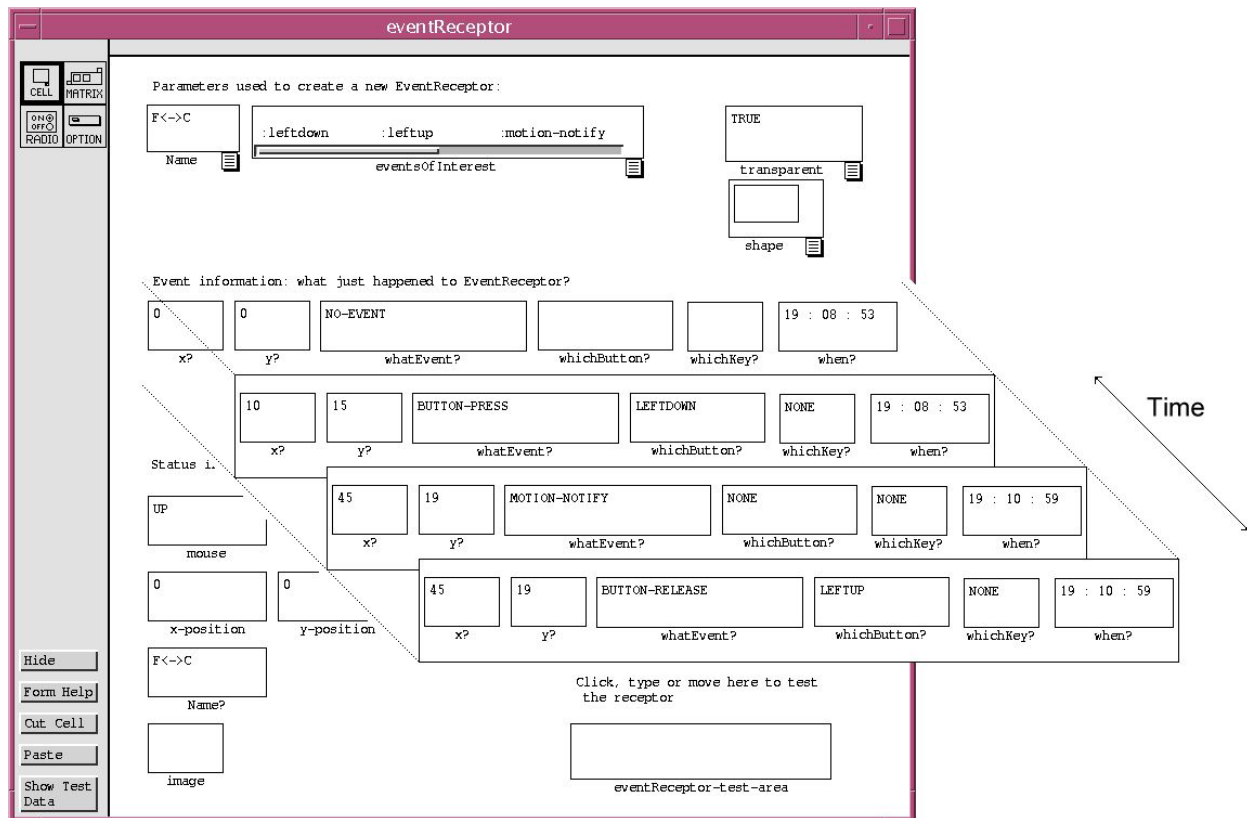 eventReceptor
CELL MATRIX
ON OFF
RADIO OPTION
Parameters used to create a new EventReceptor:
F<->C
Name
:leftdown :leftup :motion-notify
eventsOfInterest
TRUE
transparent
shape
Event information: what just happened to EventReceptor?
0 0 NO-EVENT 19 : 08 : 53
x? y? whatEvent? whichButton? whichKey? when?
10 15 BUTTON-PRESS LEFTDOWN NONE 19 : 08 : 53
x? y? whatEvent? whichButton? whichKey? when?
Time
Status i
45 19 MOTION-NOTIFY NONE NONE 19 : 10 : 59
x? y? whatEvent? whichButton? whichKey? when?
UP
mouse
45 19 BUTTON-RELEASE LEFTUP NONE 19 : 10 : 59
x? y? whatEvent? whichButton? whichKey? when?
0 0
x-position y-position
F<->C
Name?
Click, type or move here to test
the receptor
image
eventReceptor-test-area
Hide
Form Help
Cut Cell
Paste
Show Test
Data